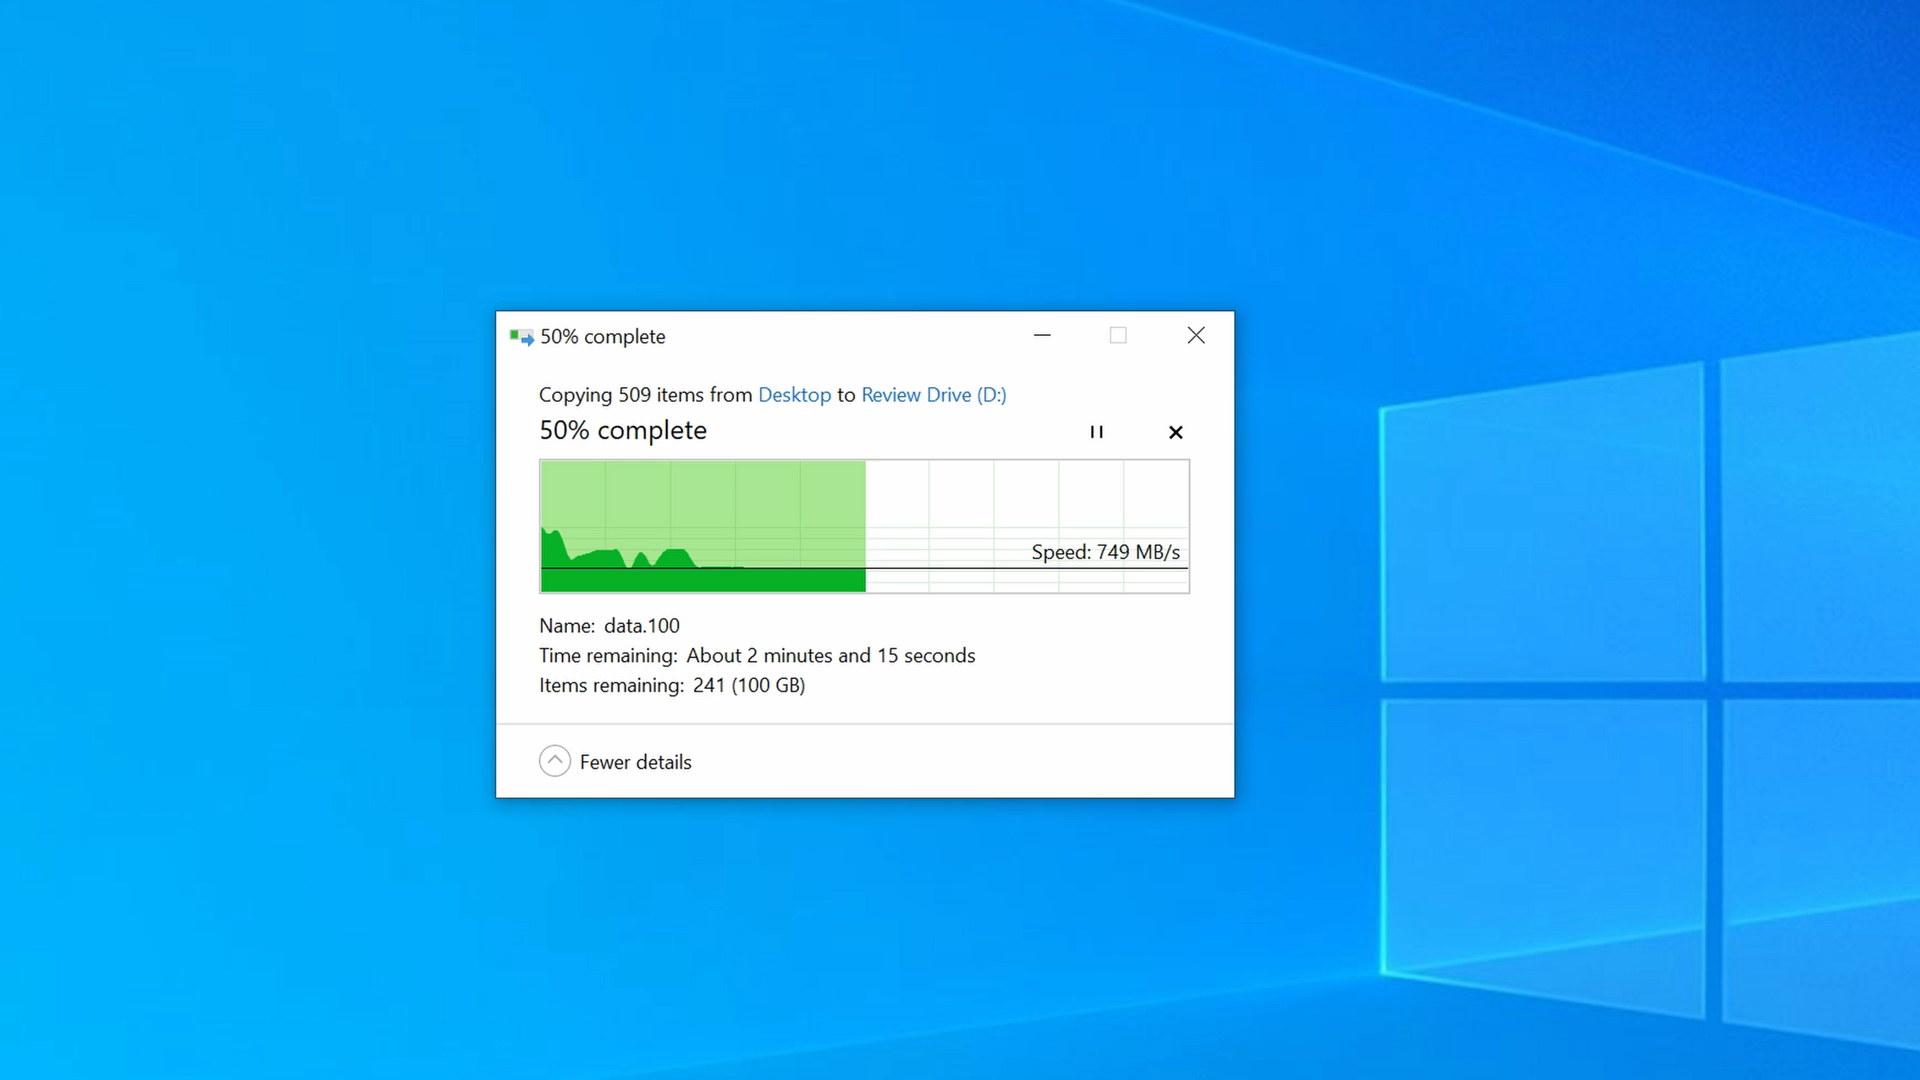 50% complete
Copying 509 items from Desktop to Review Drive (D:)
50% complete
Speed: 749 MB/s
Name: data.100
Time remaining: About 2 minutes and 15 seconds
Items remaining: 241 (100 GB)
Fewer details